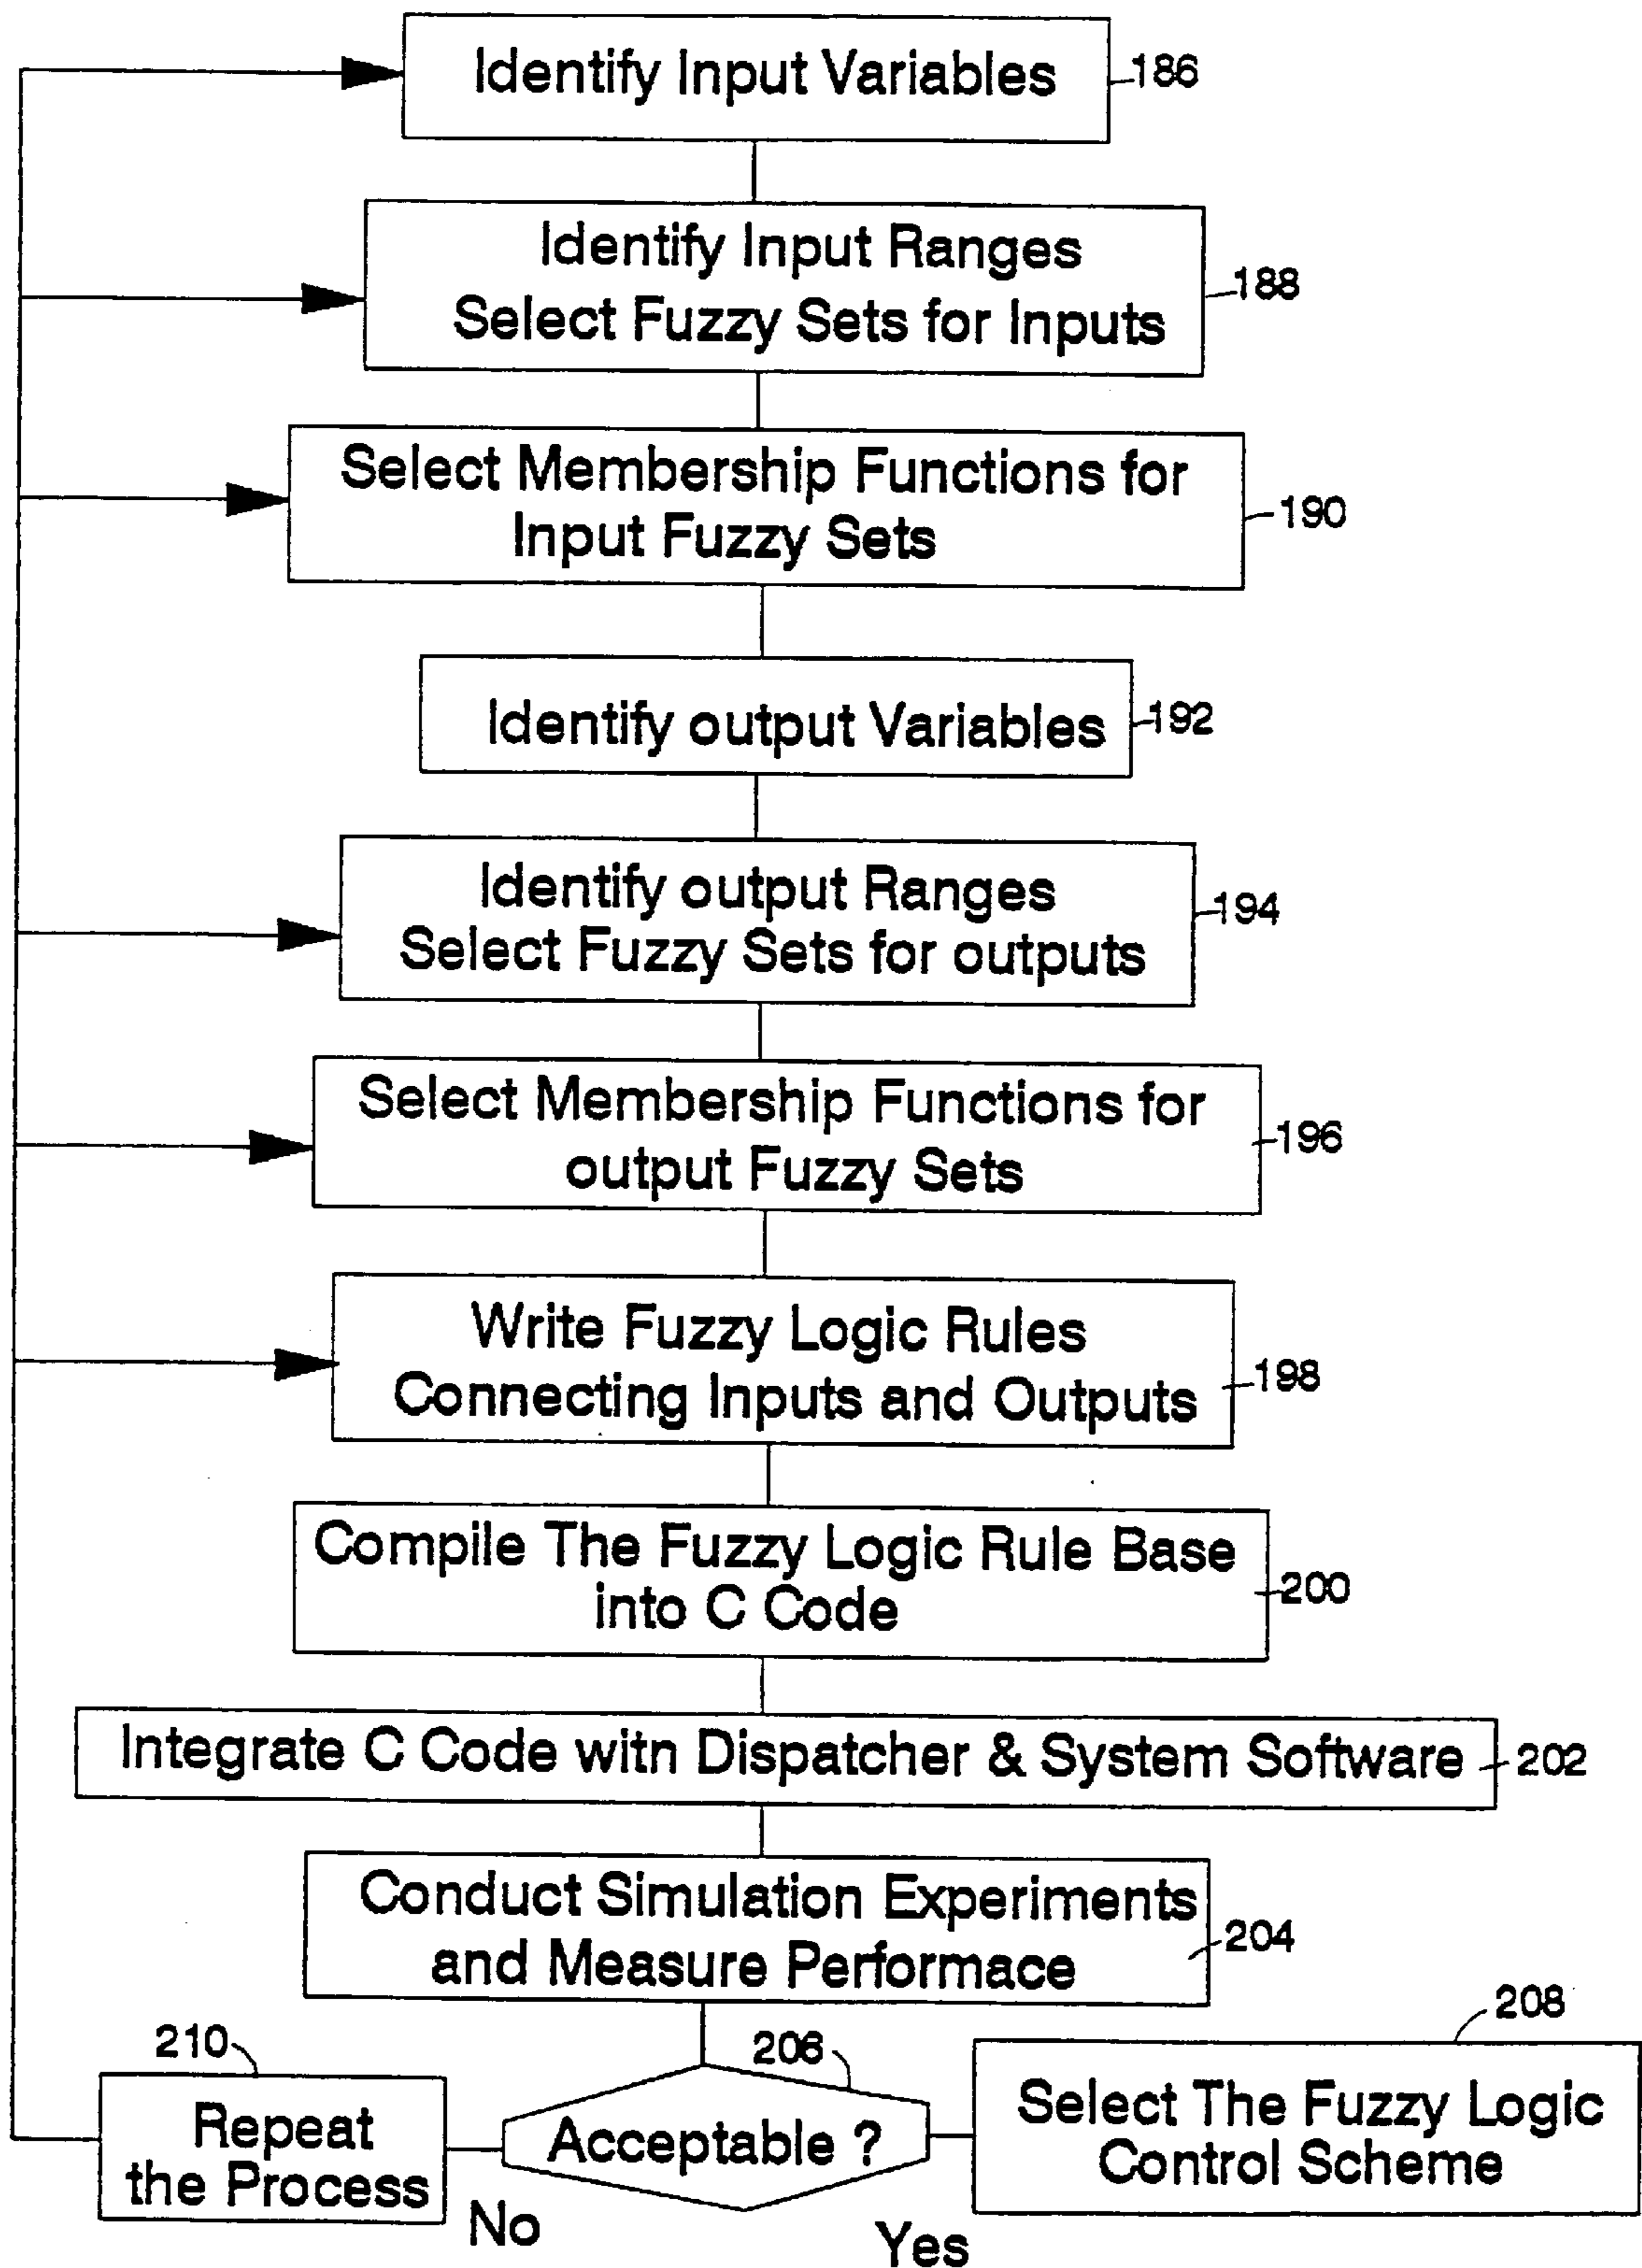 Identify Input Variables
186
Identify Input Ranges
Select Fuzzy Sets for Inputs
188
Select Membership Functions for
Input Fuzzy Sets
190
Identify output Variables
192
Identify output Ranges
Select Fuzzy Sets for outputs
194
Select Membership Functions for
output Fuzzy Sets
196
Write Fuzzy Logic Rules
Connecting Inputs and Outputs
198
Compile The Fuzzy Logic Rule Base
into C Code
200
Integrate C Code witn Dispatcher & System Software
202
Conduct Simulation Experiments
and Measure Performace
204
210
Repeat
the Process
No
206
Acceptable ?
Yes
208
Select The Fuzzy Logic
Control Scheme